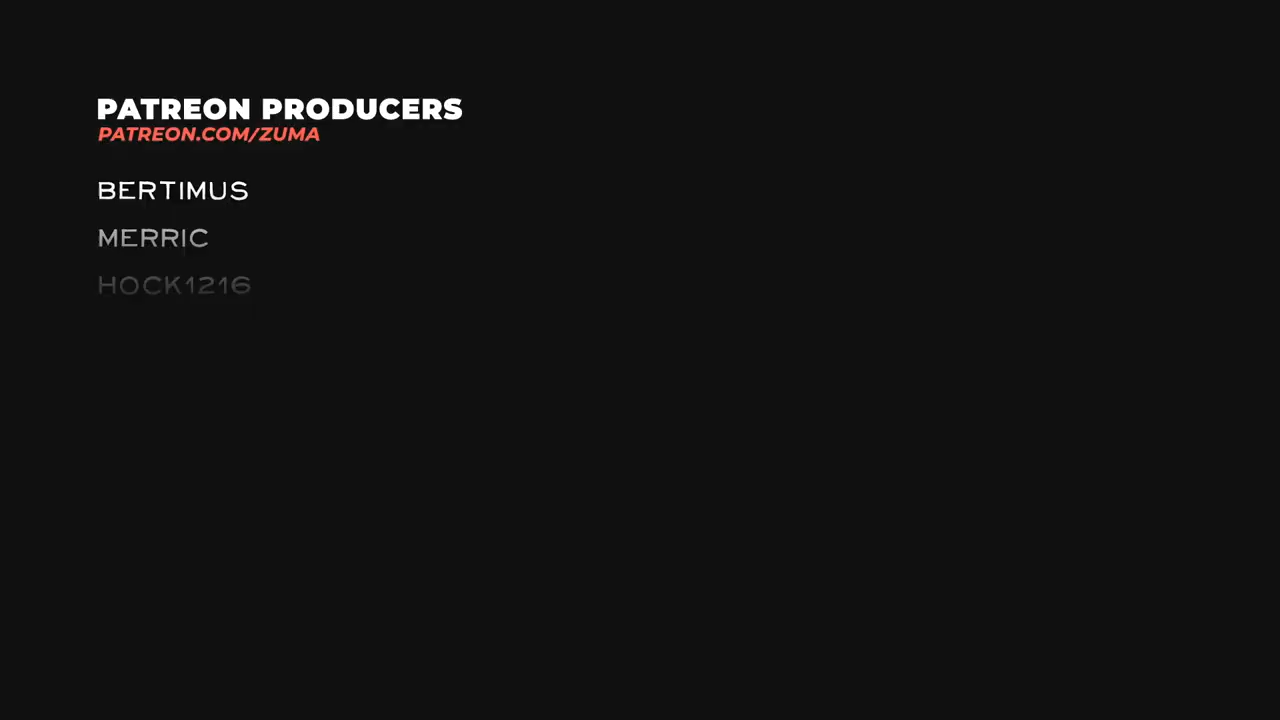 PATREON PRODUCERS
PATREON.COM/ZUMA
BERTIMUS
MERRIC
HOCK1216